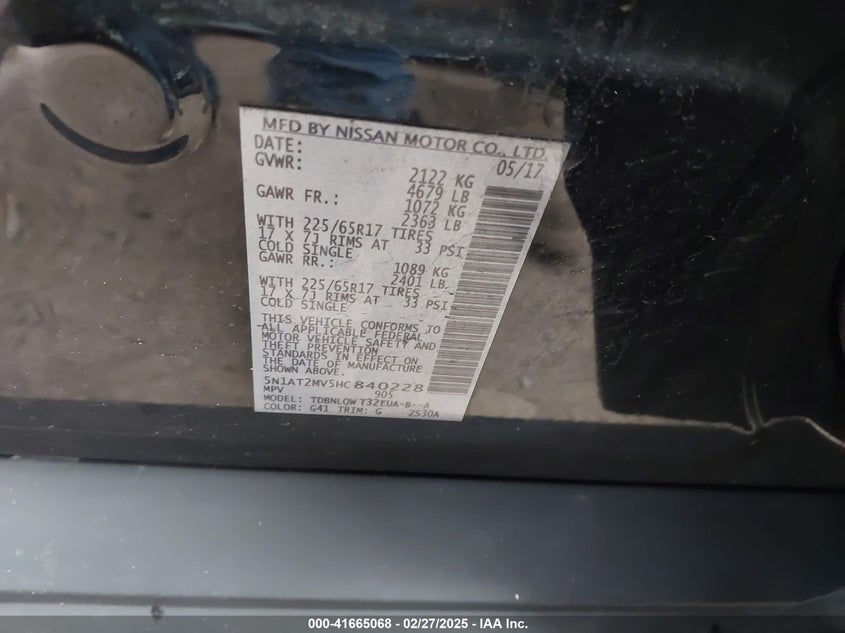 MFD BY NISSAN MOTOR CO., LTD.
DATE: 05/17
GVWR: 2122 KG
4679 LB
GAWR FR.: 1072 KG
2363 LB
WITH 225/65R17 TIRES
17 X 7J RIMS AT 33 PSI
COLD SINGLE
GAWR RR.: 1089 KG
2401 LB.
WITH 225/65R17 TIRES
17 X 7J RIMS AT 33 PSI
COLD SINGLE
THIS VEHICLE CONFORMS TO
ALL APPLICABLE FEDERAL
MOTOR VEHICLE SAFETY AND
THEFT PREVENTION
STANDARDS IN EFFECT ON
THE DATE OF MANUFACTURE
SHOWN ABOVE.
5N1AT2MV5HC840228
MPV 905
MODEL: TDBNLQW T32EUA-B--A
COLOR: G41 TRIM: G 2S30A
000-41665068 - 02/27/2025 - IAA Inc.